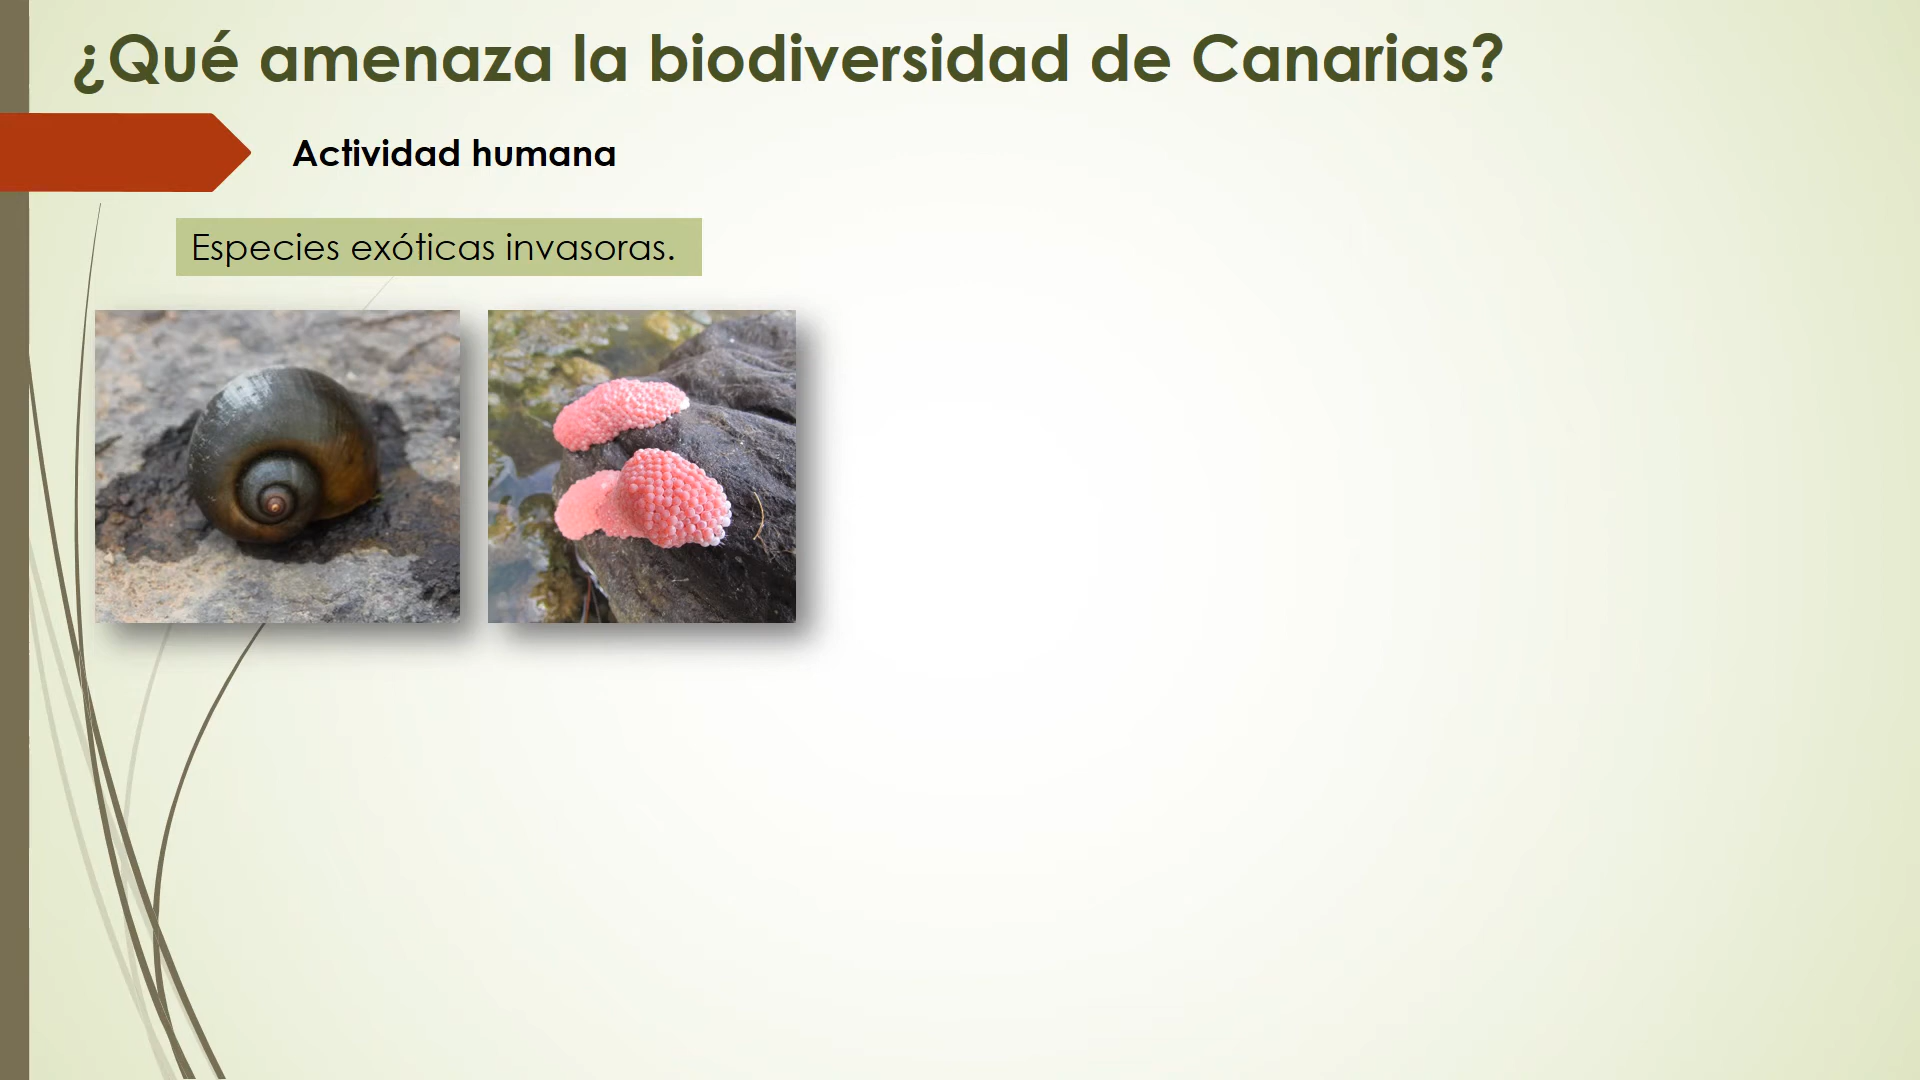 ¿Qué amenaza la biodiversidad de Canarias?
Actividad humana
Especies exóticas invasoras.